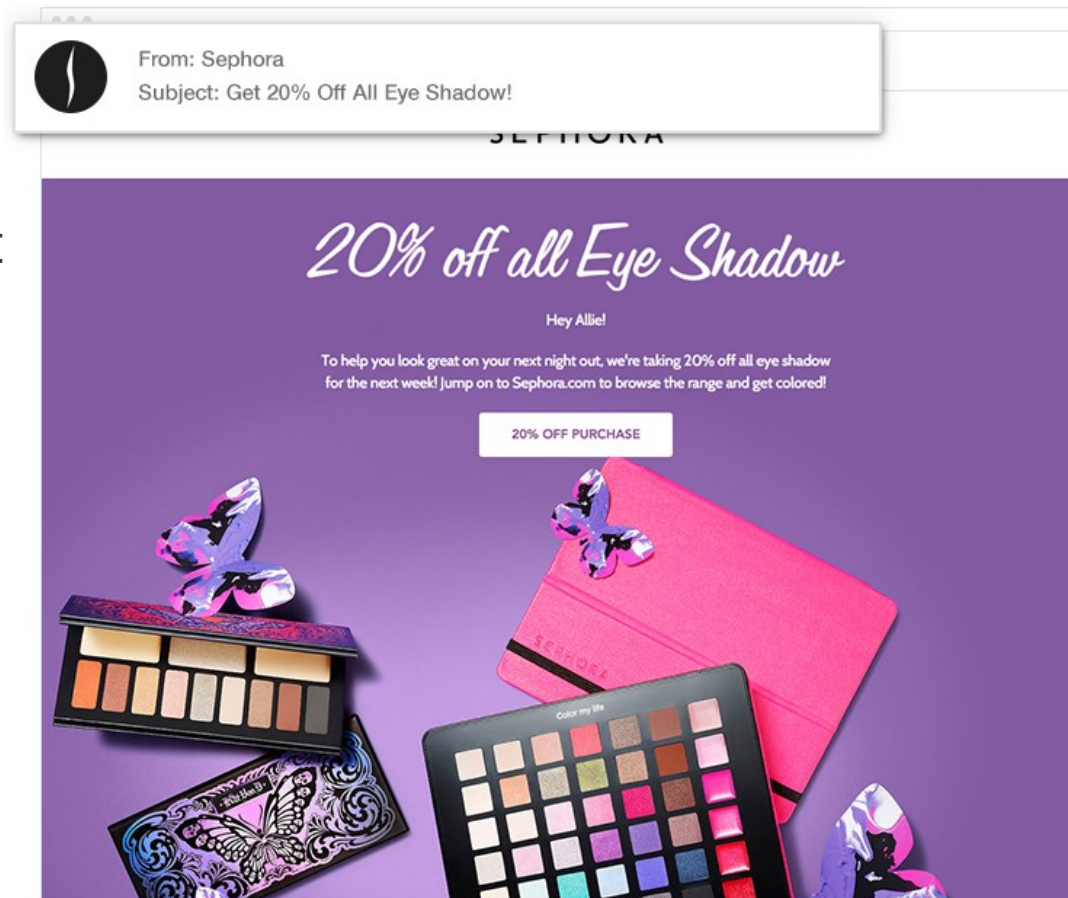 From: Sephora
Subject: Get 20% Off All Eye Shadow!
SEPHORA
20% off all Eye Shadow
Hey Allie!
To help you look great on your next night out, we're taking 20% off all eye shadow
for the next week! Jump on to Sephora.com to browse the range and get colored!
20% OFF PURCHASE
SEPHORA
Color my life
Kat Von D